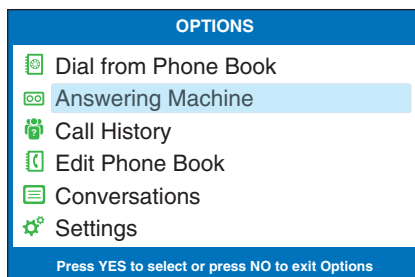 OPTIONS
Dial from Phone Book
Answering Machine
Call History
Edit Phone Book
Conversations
Settings
Press YES to select or press NO to exit Options